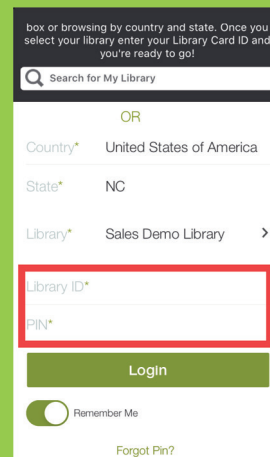 box or browsing by country and state. Once you
select your library enter your Library Card ID and
you're ready to go!
Search for My Library
OR
Country* United States of America
State* NC
Library* Sales Demo Library >
Library ID*
PIN*
Login
Remember Me
Forgot Pin?